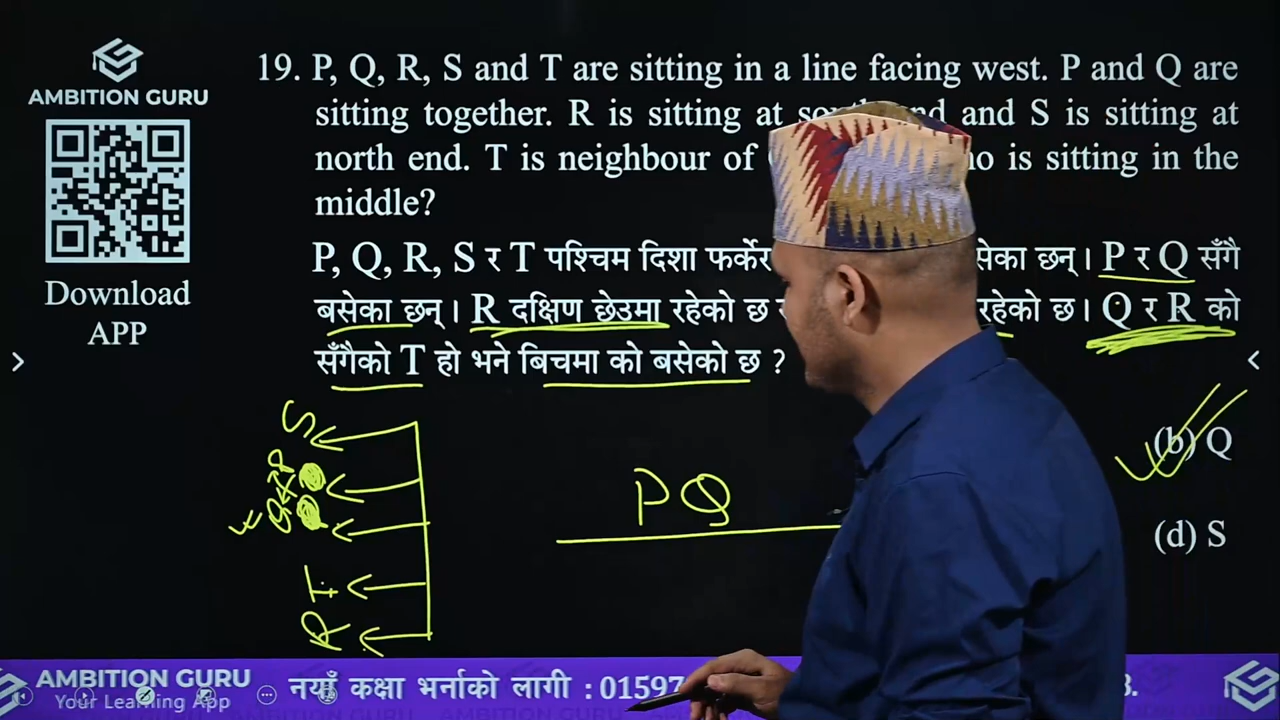 AMBITION GURU
Download
APP
19. P, Q, R, S and T are sitting in a line facing west. P and Q are
sitting together. R is sitting at and S is sitting at
north end. T is neighbour of is sitting in the
middle?
P, Q, R, S र T पश्चिम दिशा फर्केर छन्। P र Q सँगै
बसेका छन्। R दक्षिण छेउमा रहेको छ रहेको छ। Q र R को
सँगैको T हो भने बिचमा को बसेको छ ?
S
P
Q
T
R
P Q
(b) Q
(d) S
AMBITION GURU
Your Learning App
नयाँ कक्षा भर्नाको लागी : 01597